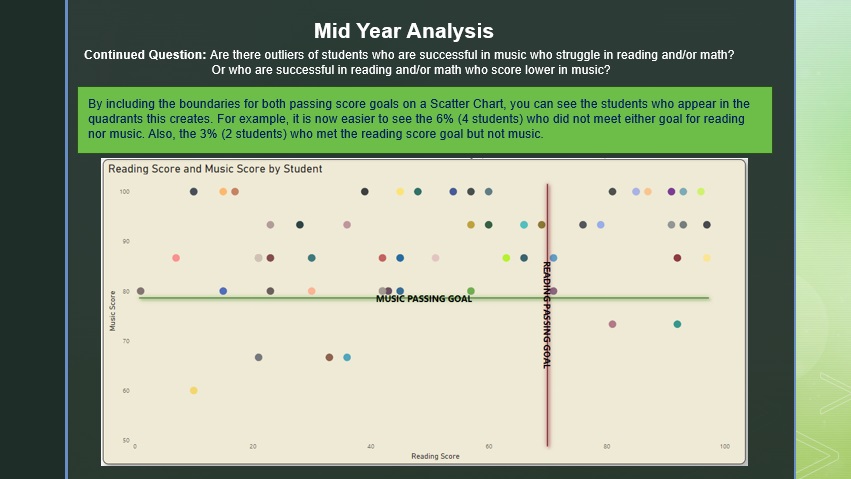 Mid Year Analysis
Continued Question: Are there outliers of students who are successful in music who struggle in reading and/or math?
Or who are successful in reading and/or math who score lower in music?
By including the boundaries for both passing score goals on a Scatter Chart, you can see the students who appear in the
quadrants this creates. For example, it is now easier to see the 6% (4 students) who did not meet either goal for reading
nor music. Also, the 3% (2 students) who met the reading score goal but not music.
Reading Score and Music Score by Student
100
90
80
70
60
50
Music Score
MUSIC PASSING GOAL
READING PASSING GOAL
0 20 40 60 80 100
Reading Score